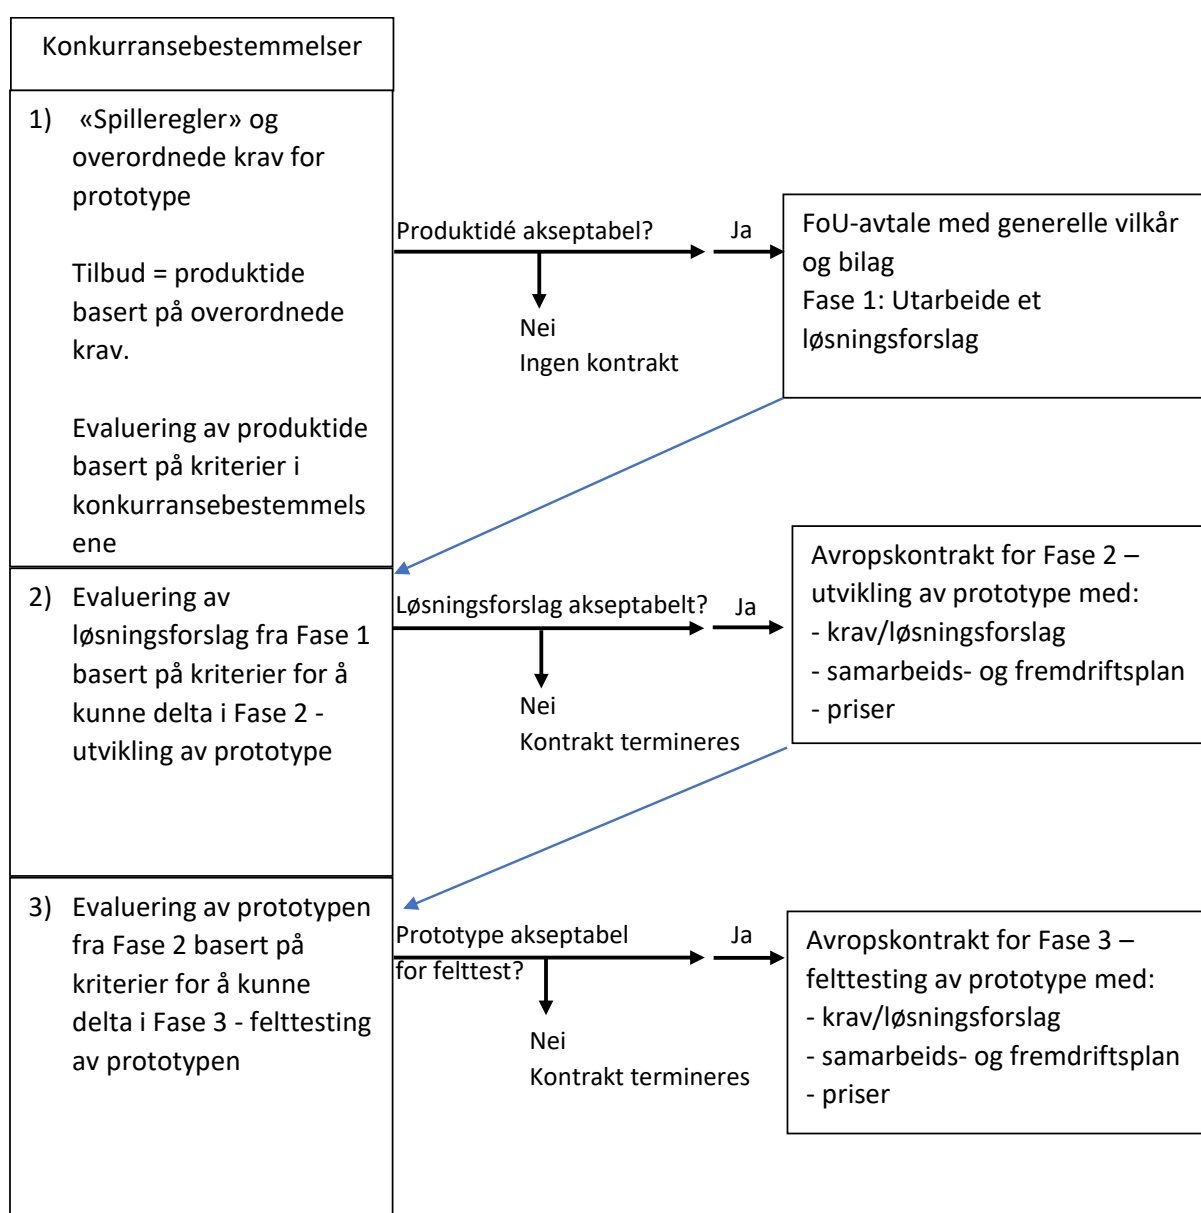 Konkurransebestemmelser
1) «Spilleregler» og
overordnede krav for
prototype
Tilbud = produktide
basert på overordnede
krav.
Evaluering av produktide
basert på kriterier i
konkurransebestemmels
ene
Produktidé akseptabel?
Ja
Nei
Ingen kontrakt
FoU-avtale med generelle vilkår
og bilag
Fase 1: Utarbeide et
løsningsforslag
2) Evaluering av
løsningsforslag fra Fase 1
basert på kriterier for å
kunne delta i Fase 2 -
utvikling av prototype
Løsningsforslag akseptabelt?
Ja
Nei
Kontrakt termineres
Avropskontrakt for Fase 2 –
utvikling av prototype med:
- krav/løsningsforslag
- samarbeids- og fremdriftsplan
- priser
3) Evaluering av prototypen
fra Fase 2 basert på
kriterier for å kunne
delta i Fase 3 - felttesting
av prototypen
Prototype akseptabel
for felttest?
Ja
Nei
Kontrakt termineres
Avropskontrakt for Fase 3 –
felttesting av prototype med:
- krav/løsningsforslag
- samarbeids- og fremdriftsplan
- priser